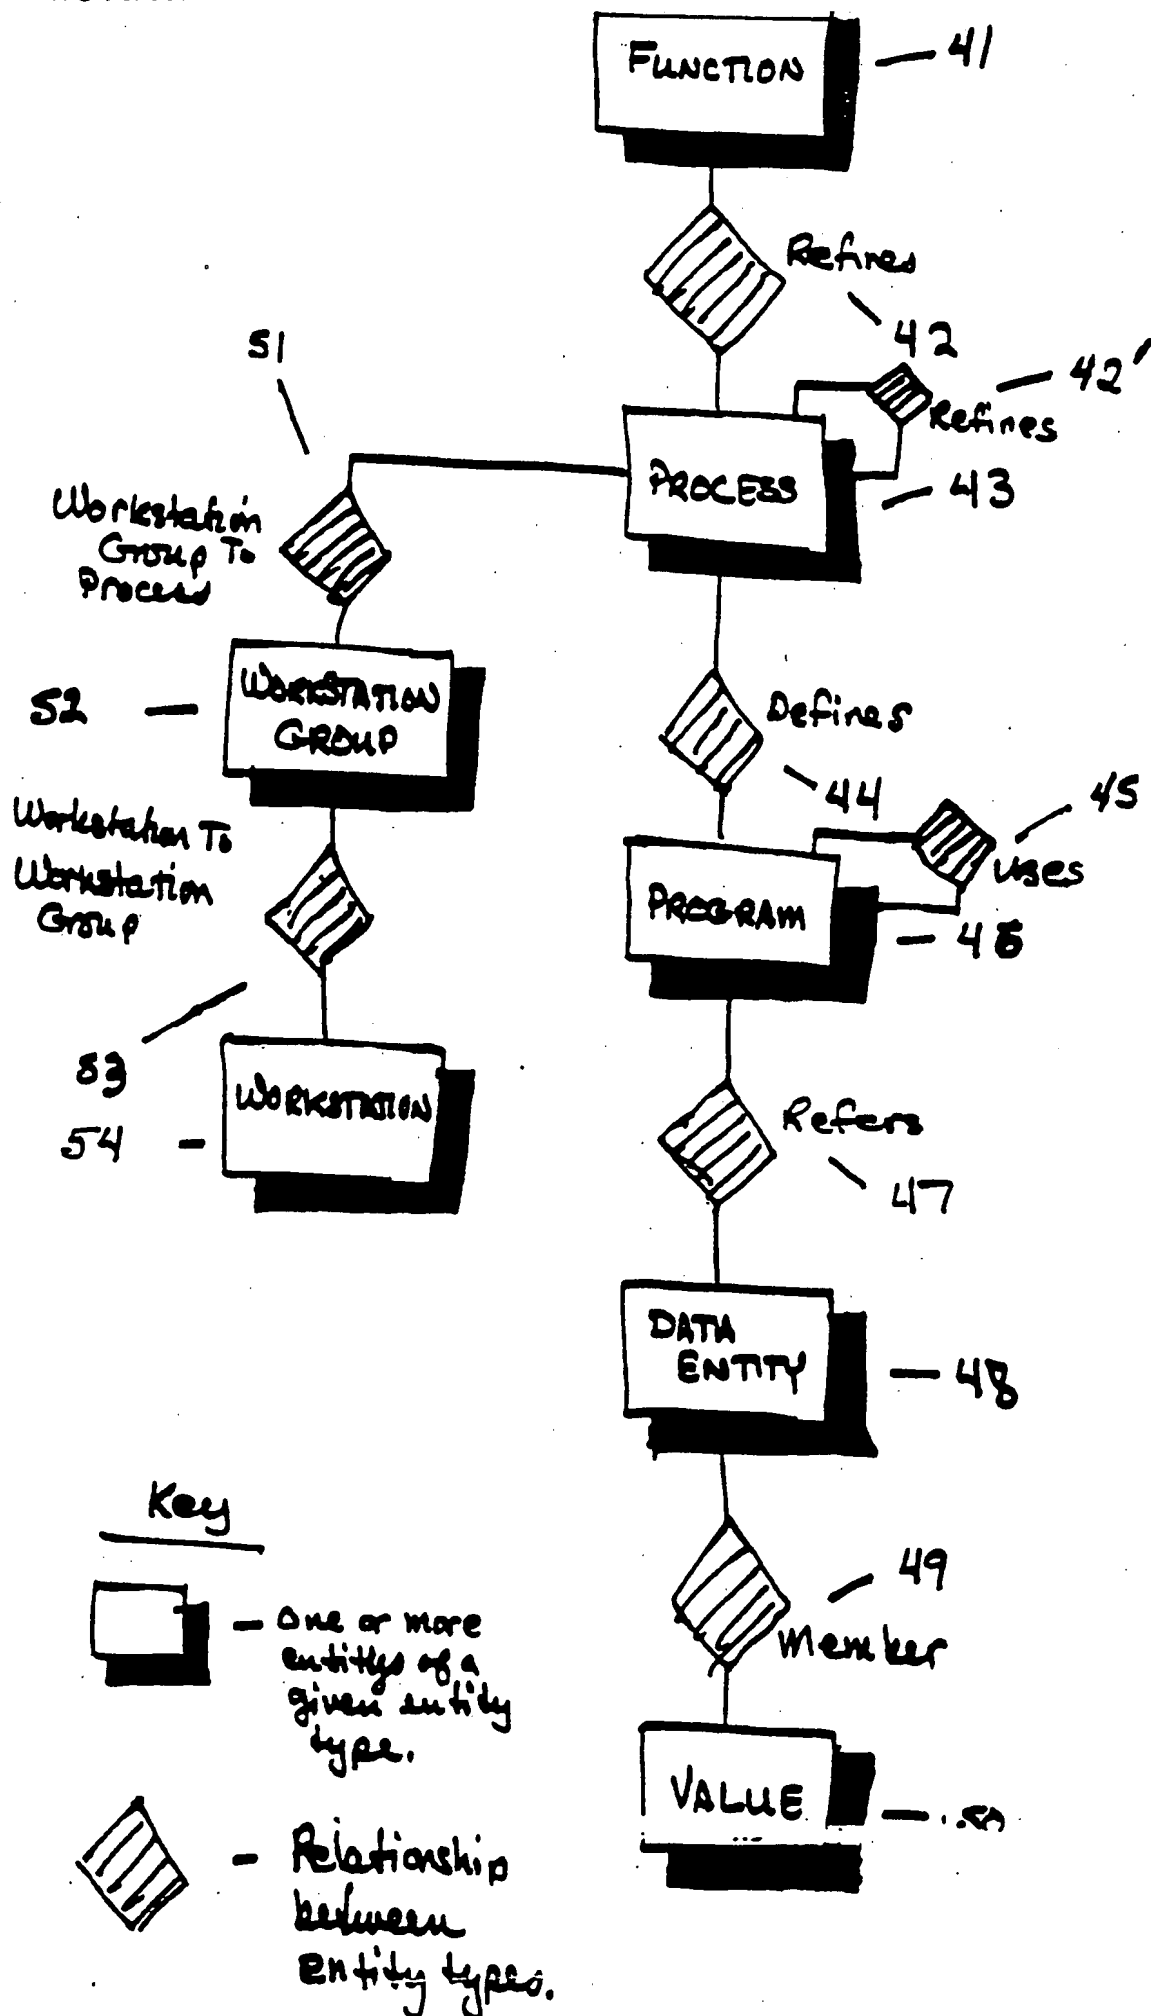 FUNCTION
41
Refines
42
42'
Refines
PROCESS
43
51
Workstation
Group To
Process
WORKSTATION
GROUP
52
Defines
44
45
uses
PROGRAM
46
Workstation To
Workstation
Group
53
WORKSTATION
54
Refers
47
DATA
ENTITY
48
49
Member
VALUE
50
Key
- One or more
entitys of a
given entity
type.
- Relationship
between
entity types.